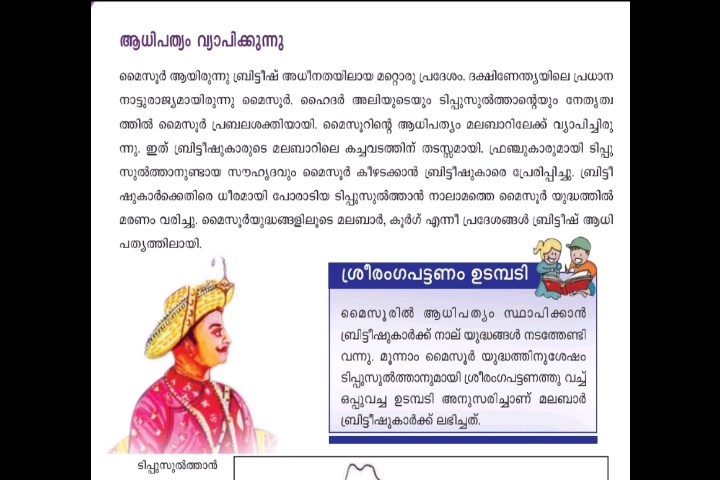 ആധിപത്യം വ്യാപിക്കുന്നു
മൈസൂർ ആയിരുന്നു ബ്രിട്ടീഷ് അധീനതയിലായ മറ്റൊരു പ്രദേശം. ദക്ഷിണേന്ത്യയിലെ പ്രധാന
നാട്ടുരാജ്യമായിരുന്നു മൈസൂർ. ഹൈദർ അലിയുടെയും ടിപ്പുസുൽത്താന്റെയും നേതൃത്വ
ത്തിൽ മൈസൂർ പ്രബലശക്തിയായി. മൈസൂറിന്റെ ആധിപത്യം മലബാറിലേക്ക് വ്യാപിച്ചിരു
ന്നു. ഇത് ബ്രിട്ടീഷുകാരുടെ മലബാറിലെ കച്ചവടത്തിന് തടസ്സമായി. ഫ്രഞ്ചുകാരുമായി ടിപ്പു
സുൽത്താനുണ്ടായ സൗഹൃദവും മൈസൂർ കീഴടക്കാൻ ബ്രിട്ടീഷുകാരെ പ്രേരിപ്പിച്ചു. ബ്രിട്ടീ
ഷുകാർക്കെതിരെ ധീരമായി പോരാടിയ ടിപ്പുസുൽത്താൻ നാലാമത്തെ മൈസൂർ യുദ്ധത്തിൽ
മരണം വരിച്ചു. മൈസൂർയുദ്ധങ്ങളിലൂടെ മലബാർ, കൂർഗ് എന്നീ പ്രദേശങ്ങൾ ബ്രിട്ടീഷ് ആധി
പത്യത്തിലായി.
ശ്രീരംഗപട്ടണം ഉടമ്പടി
മൈസൂരിൽ ആധിപത്യം സ്ഥാപിക്കാൻ
ബ്രിട്ടീഷുകാർക്ക് നാല് യുദ്ധങ്ങൾ നടത്തേണ്ടി
വന്നു. മൂന്നാം മൈസൂർ യുദ്ധത്തിനുശേഷം
ടിപ്പുസുൽത്താനുമായി ശ്രീരംഗപട്ടണത്തു വച്ച്
ഒപ്പുവച്ച ഉടമ്പടി അനുസരിച്ചാണ് മലബാർ
ബ്രിട്ടീഷുകാർക്ക് ലഭിച്ചത്.
ടിപ്പുസുൽത്താൻ